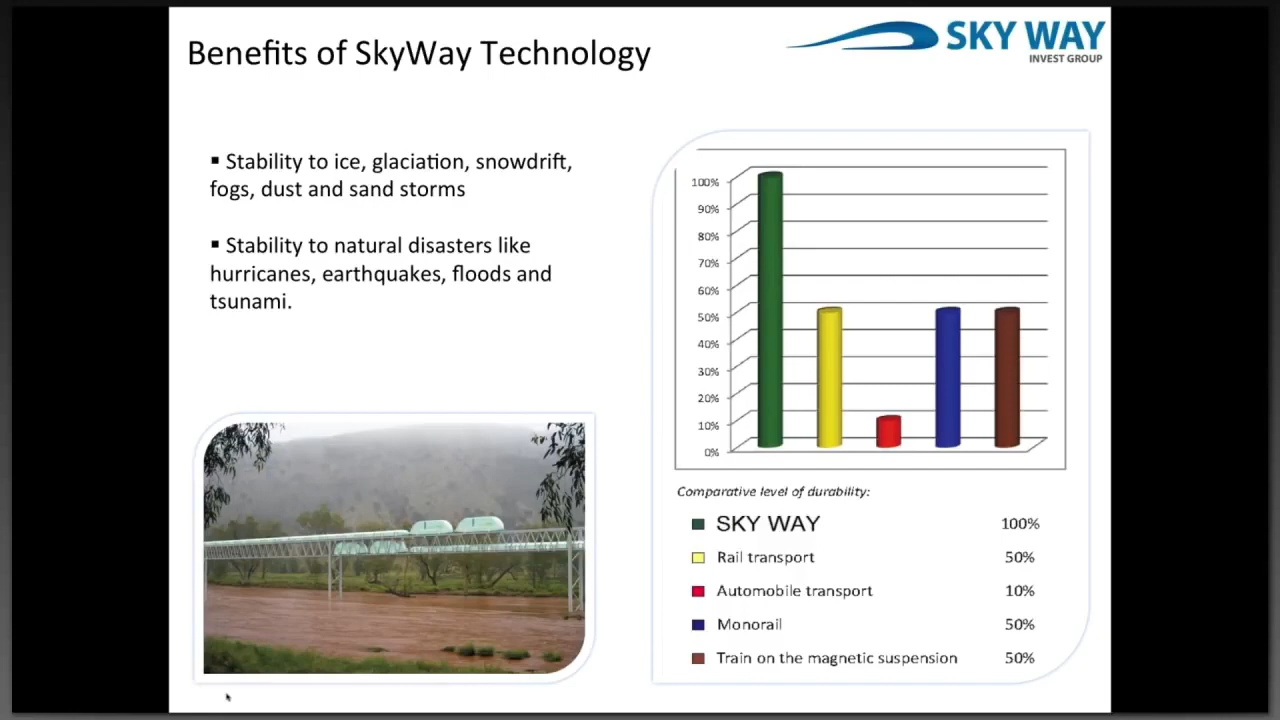 Benefits of SkyWay Technology
SKY WAY
INVEST GROUP
▪ Stability to ice, glaciation, snowdrift,
fogs, dust and sand storms
▪ Stability to natural disasters like
hurricanes, earthquakes, floods and
tsunami.
100%
90%
80%
70%
60%
50%
40%
30%
20%
10%
0%
Comparative level of durability:
SKY WAY 100%
Rail transport 50%
Automobile transport 10%
Monorail 50%
Train on the magnetic suspension 50%